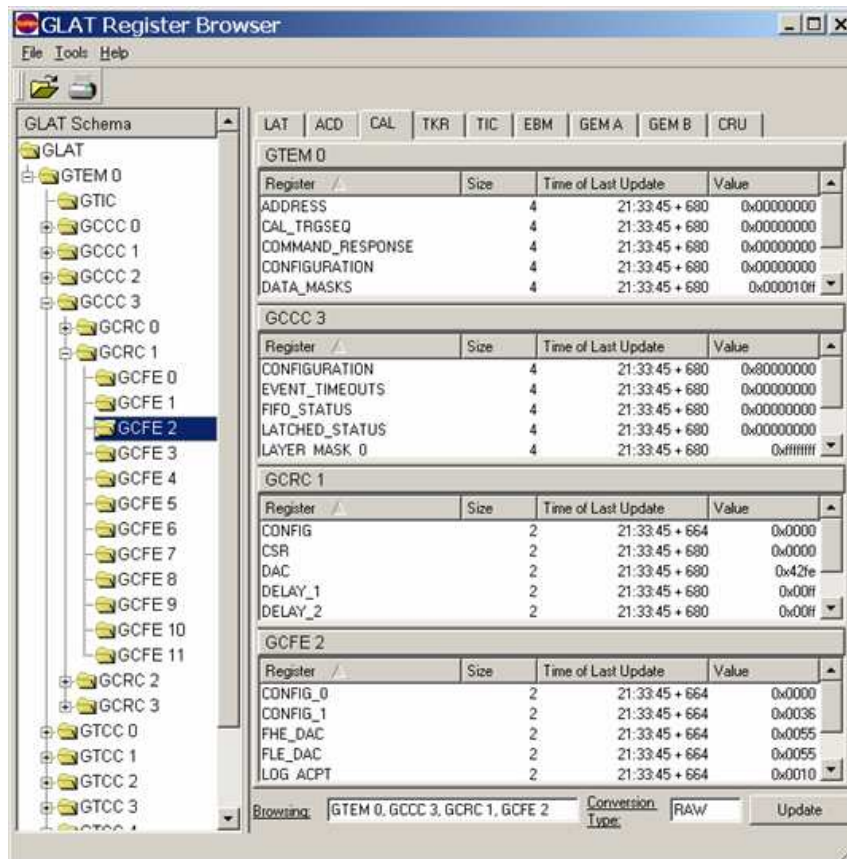 GLAT Register Browser
File Tools Help
GLAT Schema
GLAT
GTEM 0
GTIC
GCCC 0
GCCC 1
GCCC 2
GCCC 3
GCRC 0
GCRC 1
GCFE 0
GCFE 1
GCFE 2
GCFE 3
GCFE 4
GCFE 5
GCFE 6
GCFE 7
GCFE 8
GCFE 9
GCFE 10
GCFE 11
GCRC 2
GCRC 3
GTCC 0
GTCC 1
GTCC 2
GTCC 3
LAT ACD CAL TKR TIC EBM GEM A GEM B CRU
GTEM 0
Register Size Time of Last Update Value
ADDRESS 4 21:33:45 + 680 0x00000000
CAL_TRGSEQ 4 21:33:45 + 680 0x00000000
COMMAND_RESPONSE 4 21:33:45 + 680 0x00000000
CONFIGURATION 4 21:33:45 + 680 0x00000000
DATA_MASKS 4 21:33:45 + 680 0x000010ff
GCCC 3
Register Size Time of Last Update Value
CONFIGURATION 4 21:33:45 + 680 0x80000000
EVENT_TIMEOUTS 4 21:33:45 + 680 0x00000000
FIFO_STATUS 4 21:33:45 + 680 0x00000000
LATCHED_STATUS 4 21:33:45 + 680 0x00000000
LAYER_MASK_0 4 21:33:45 + 680 0xffffffff
GCRC 1
Register Size Time of Last Update Value
CONFIG 2 21:33:45 + 664 0x0000
CSR 2 21:33:45 + 680 0x0000
DAC 2 21:33:45 + 680 0x42fe
DELAY_1 2 21:33:45 + 680 0x00ff
DELAY_2 2 21:33:45 + 680 0x00ff
GCFE 2
Register Size Time of Last Update Value
CONFIG_0 2 21:33:45 + 664 0x0000
CONFIG_1 2 21:33:45 + 664 0x0036
FHE_DAC 2 21:33:45 + 664 0x0055
FLE_DAC 2 21:33:45 + 664 0x0055
LOG_ACPT 2 21:33:45 + 664 0x0010
Browsing: GTEM 0, GCCC 3, GCRC 1, GCFE 2 Conversion Type: RAW Update